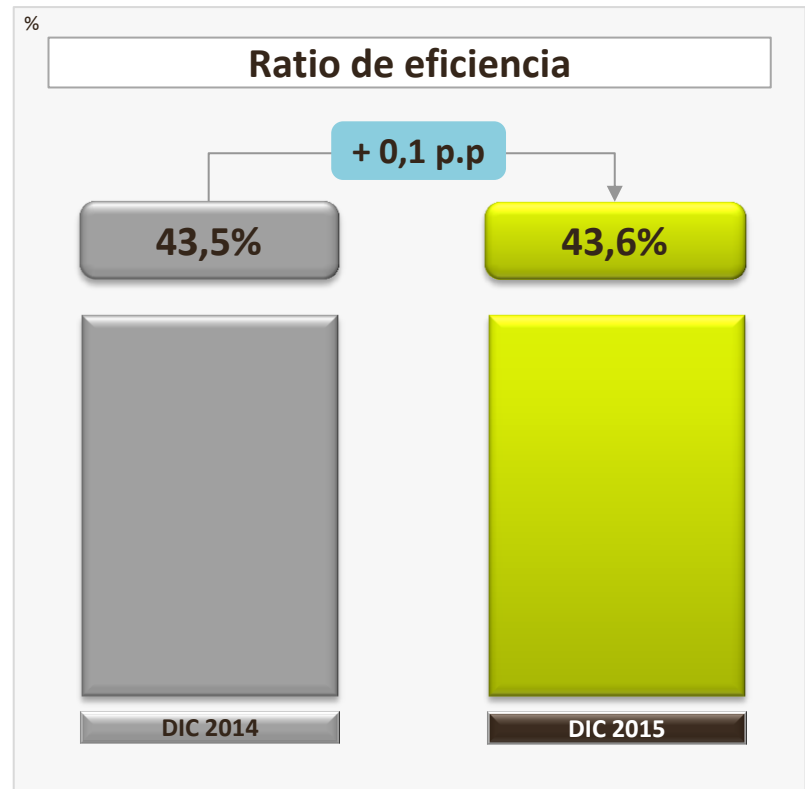 %
Ratio de eficiencia
+ 0,1 p.p
43,5%
43,6%
DIC 2014
DIC 2015